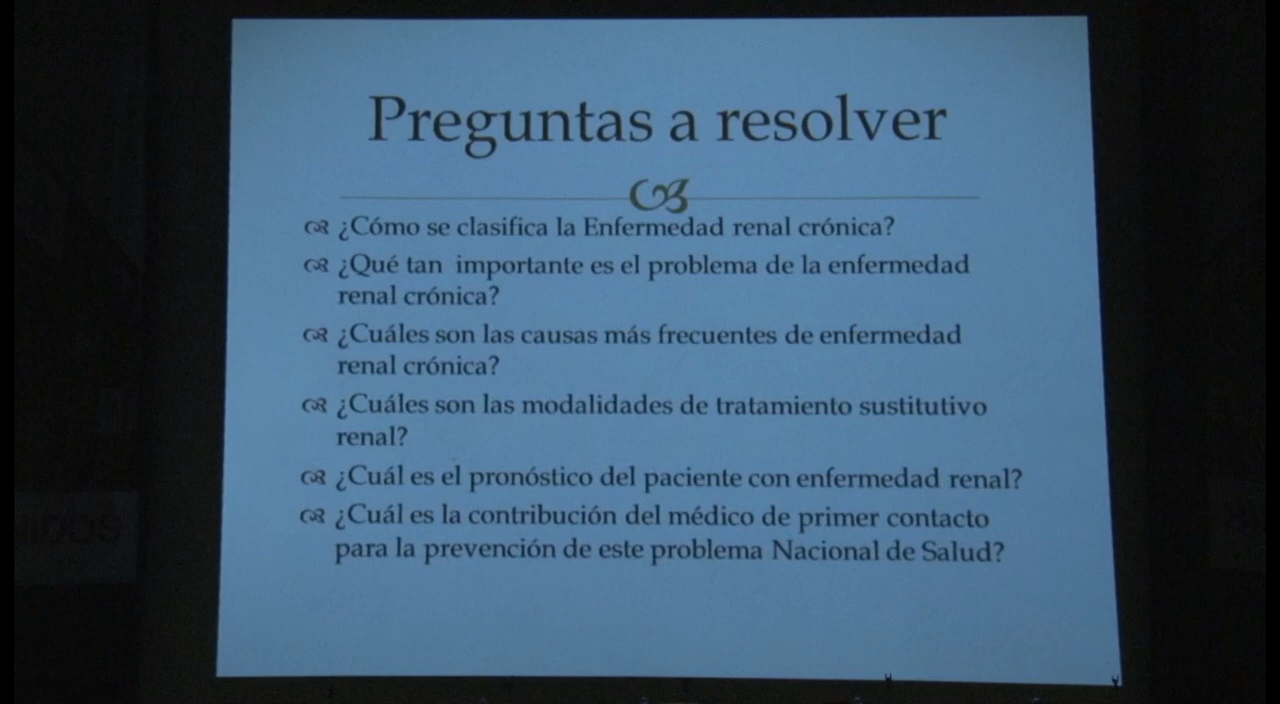 Preguntas a resolver
¿Cómo se clasifica la Enfermedad renal crónica?
¿Qué tan importante es el problema de la enfermedad
renal crónica?
¿Cuáles son las causas más frecuentes de enfermedad
renal crónica?
¿Cuáles son las modalidades de tratamiento sustitutivo
renal?
¿Cuál es el pronóstico del paciente con enfermedad renal?
¿Cuál es la contribución del médico de primer contacto
para la prevención de este problema Nacional de Salud?